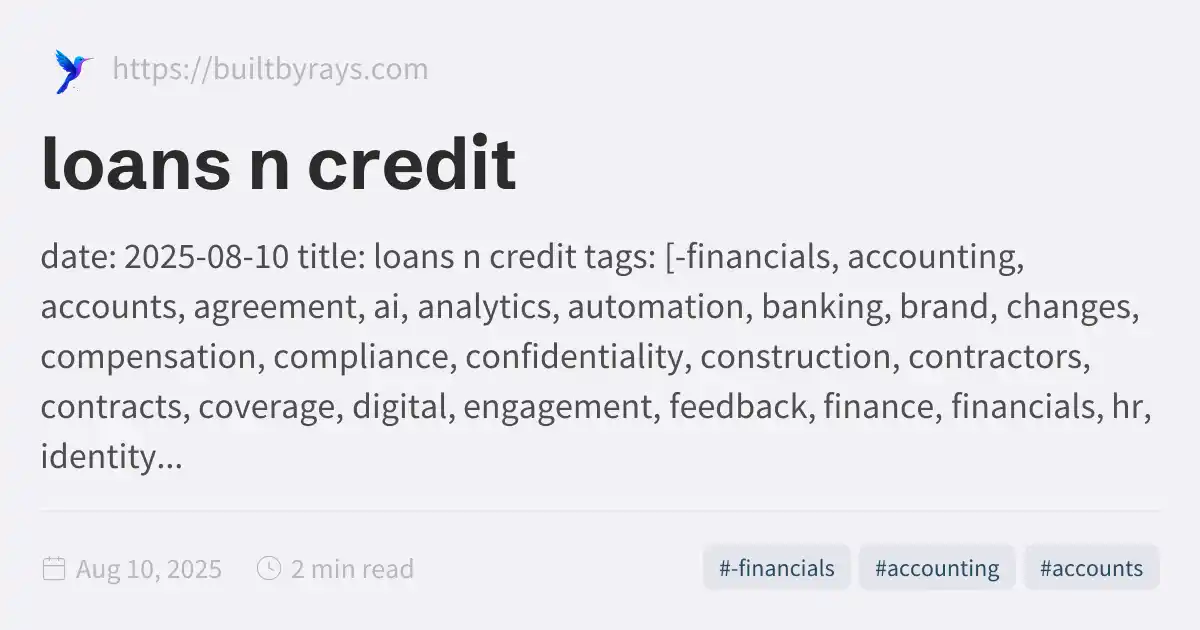 https://builtbyrays.com
loans n credit
date: 2025-08-10 title: loans n credit tags: [-financials, accounting,
accounts, agreement, ai, analytics, automation, banking, brand, changes,
compensation, compliance, confidentiality, construction, contractors,
contracts, coverage, digital, engagement, feedback, finance, financials, hr,
identity...
Aug 10, 2025 2 min read #-financials #accounting #accounts